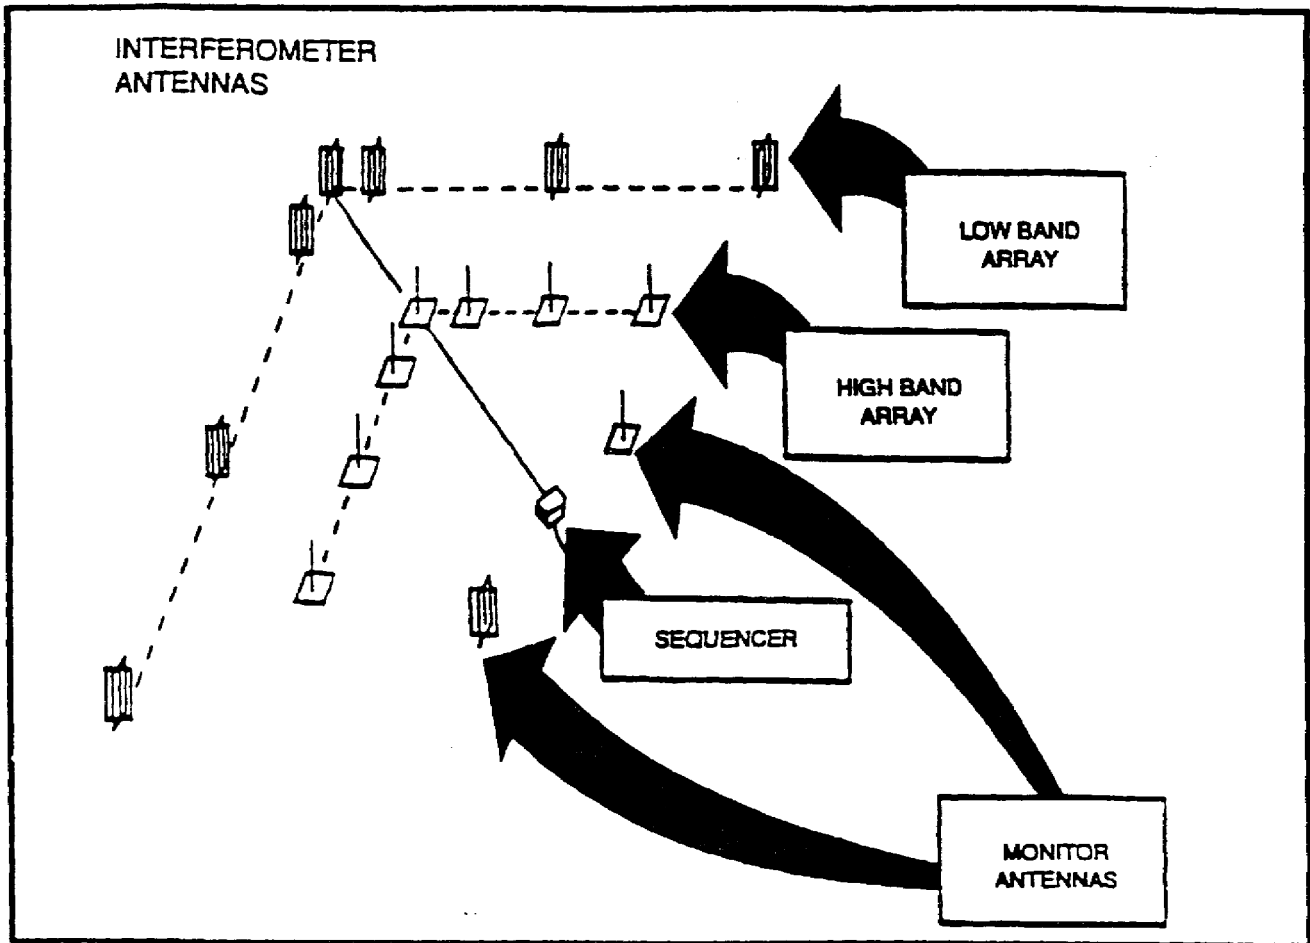 INTERFEROMETER
ANTENNAS
LOW BAND
ARRAY
HIGH BAND
ARRAY
SEQUENCER
MONITOR
ANTENNAS